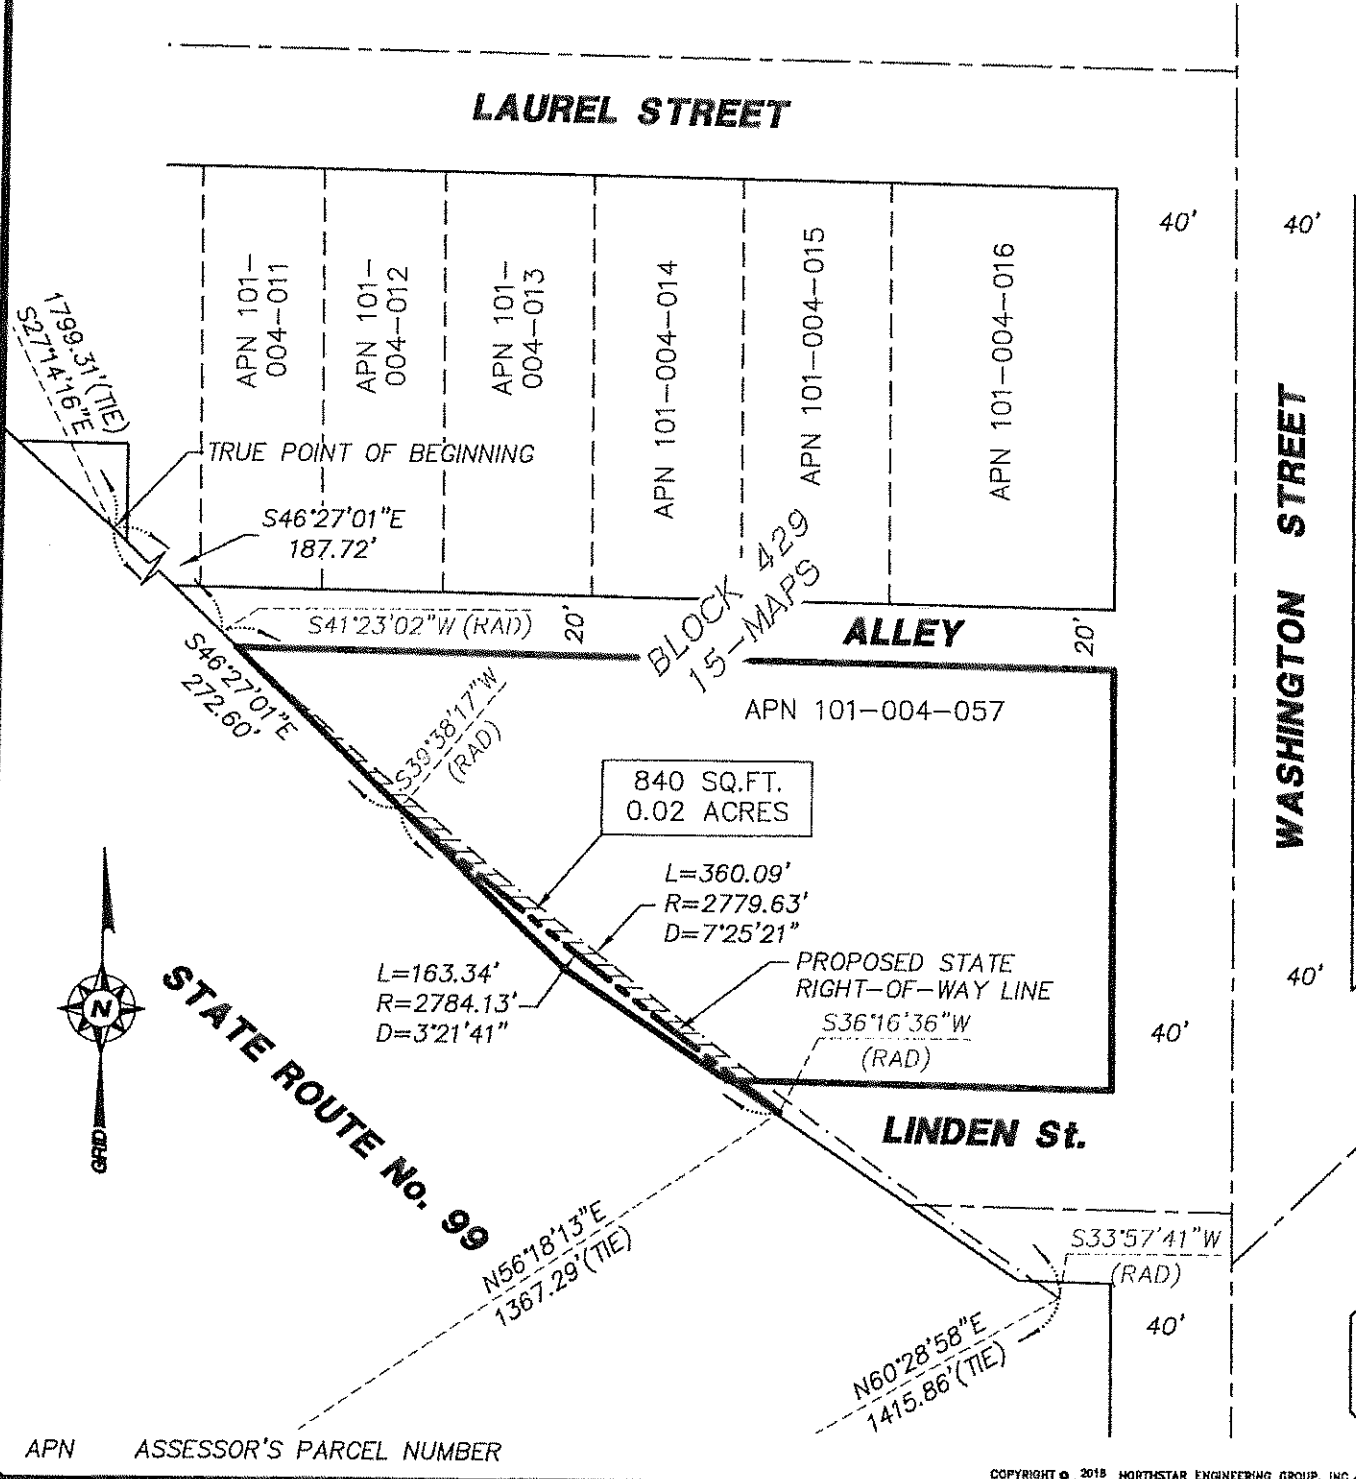 LAUREL STREET
40'
40'
APN 101-
004-011
APN 101-
004-012
APN 101-
004-013
APN 101-004-014
APN 101-004-015
APN 101-004-016
1799.31'(TIE)
S27°14'16"E
TRUE POINT OF BEGINNING
S46°27'01"E
187.72'
WASHINGTON STREET
BLOCK 429
15-MAPS
S41°23'02"W (RAD)
20'
ALLEY
20'
S46°27'01"E
272.60'
S39°38'17"W
(RAD)
APN 101-004-057
840 SQ.FT.
0.02 ACRES
L=360.09'
R=2779.63'
D=7°25'21"
L=163.34'
R=2784.13'
D=3°21'41"
PROPOSED STATE
RIGHT-OF-WAY LINE
40'
S36°16'36"W
(RAD)
40'
N
GRID
STATE ROUTE No. 99
LINDEN St.
N56°18'13"E
1367.29'(TIE)
S33°57'41"W
(RAD)
40'
N60°28'58"E
1415.86'(TIE)
APN ASSESSOR'S PARCEL NUMBER
COPYRIGHT © 2018 NORTHSTAR ENGINEERING GROUP, INC.